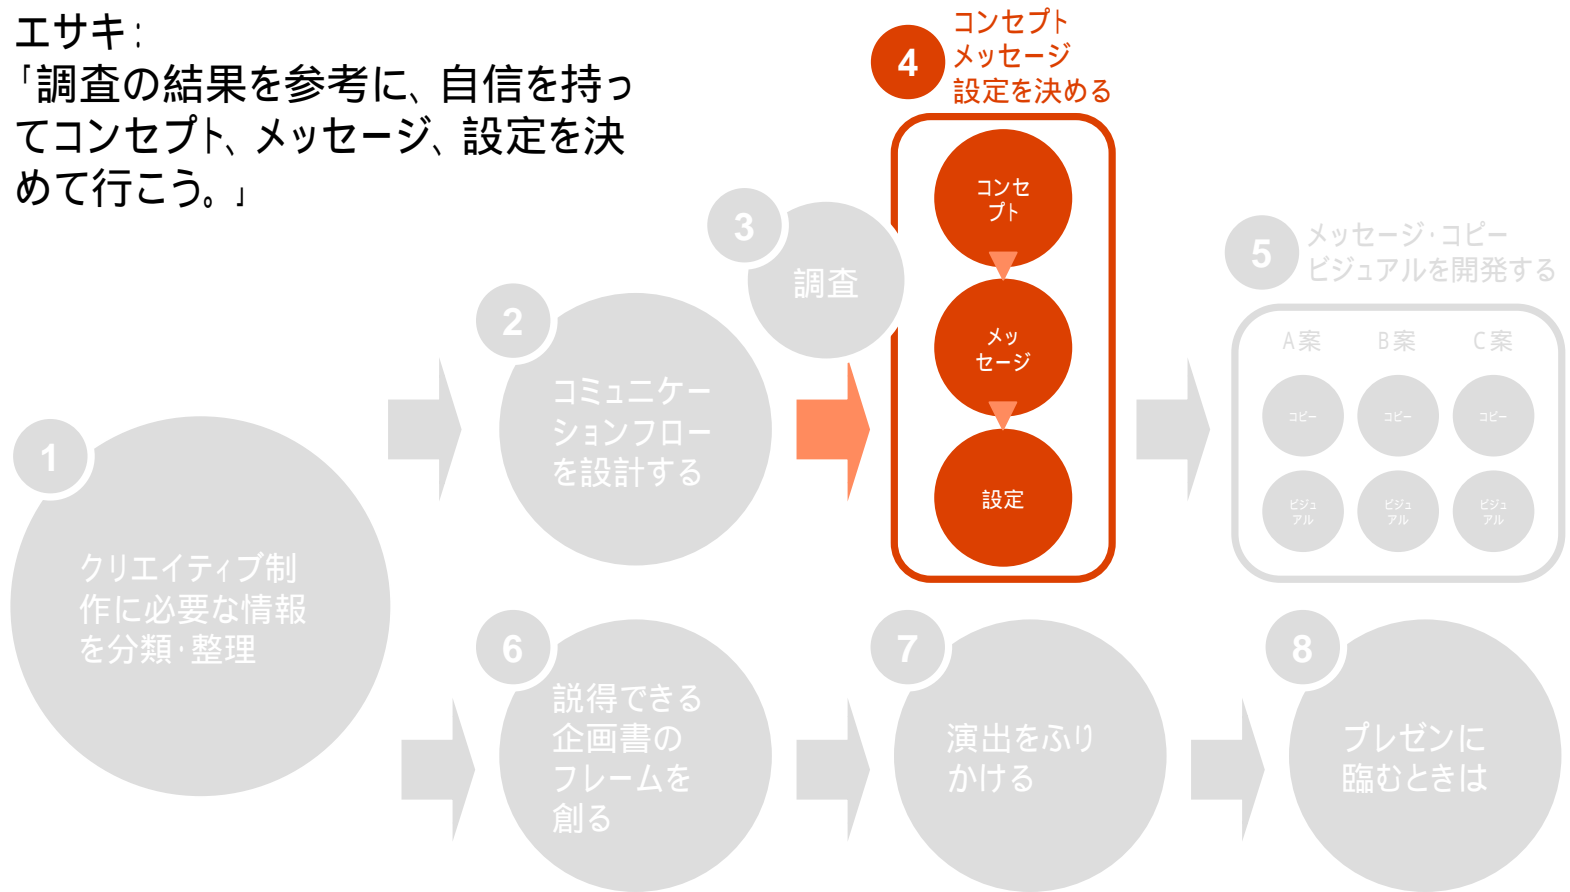 エサキ:
「調査の結果を参考に、自信を持っ
てコンセプト、メッセージ、設定を決
めて行こう。」
1
クリエイティブ制
作に必要な情報
を分類・整理
2
コミュニケー
ションフロー
を設計する
3
調査
4
コンセプト
メッセージ
設定を決める
コンセ
プト
メッ
セージ
設定
5
メッセージ・コピー
ビジュアルを開発する
A案 B案 C案
コピー コピー コピー
ビジュ ビジュ ビジュ
アル アル アル
6
説得できる
企画書の
フレームを
創る
7
演出をふり
かける
8
プレゼンに
臨むときは